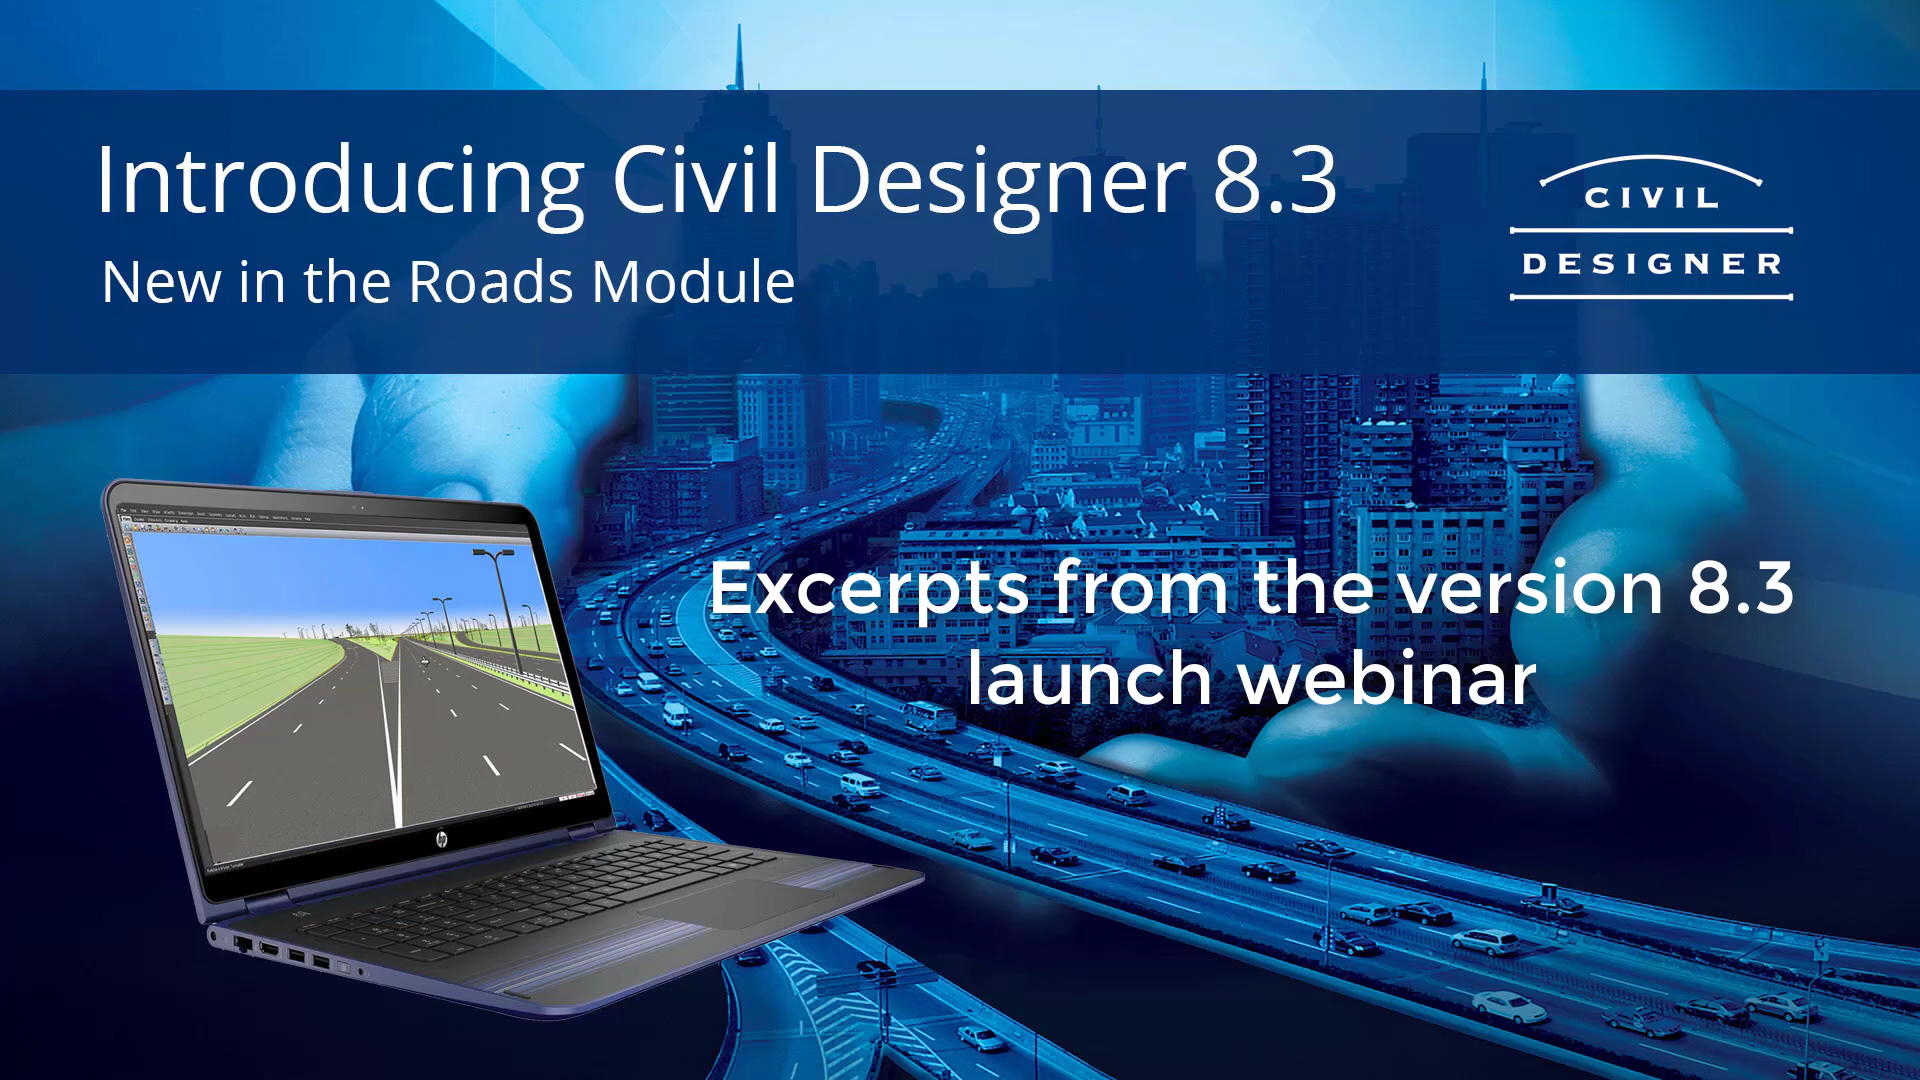 Introducing Civil Designer 8.3
New in the Roads Module
CIVIL
DESIGNER
Excerpts from the version 8.3
launch webinar
hp